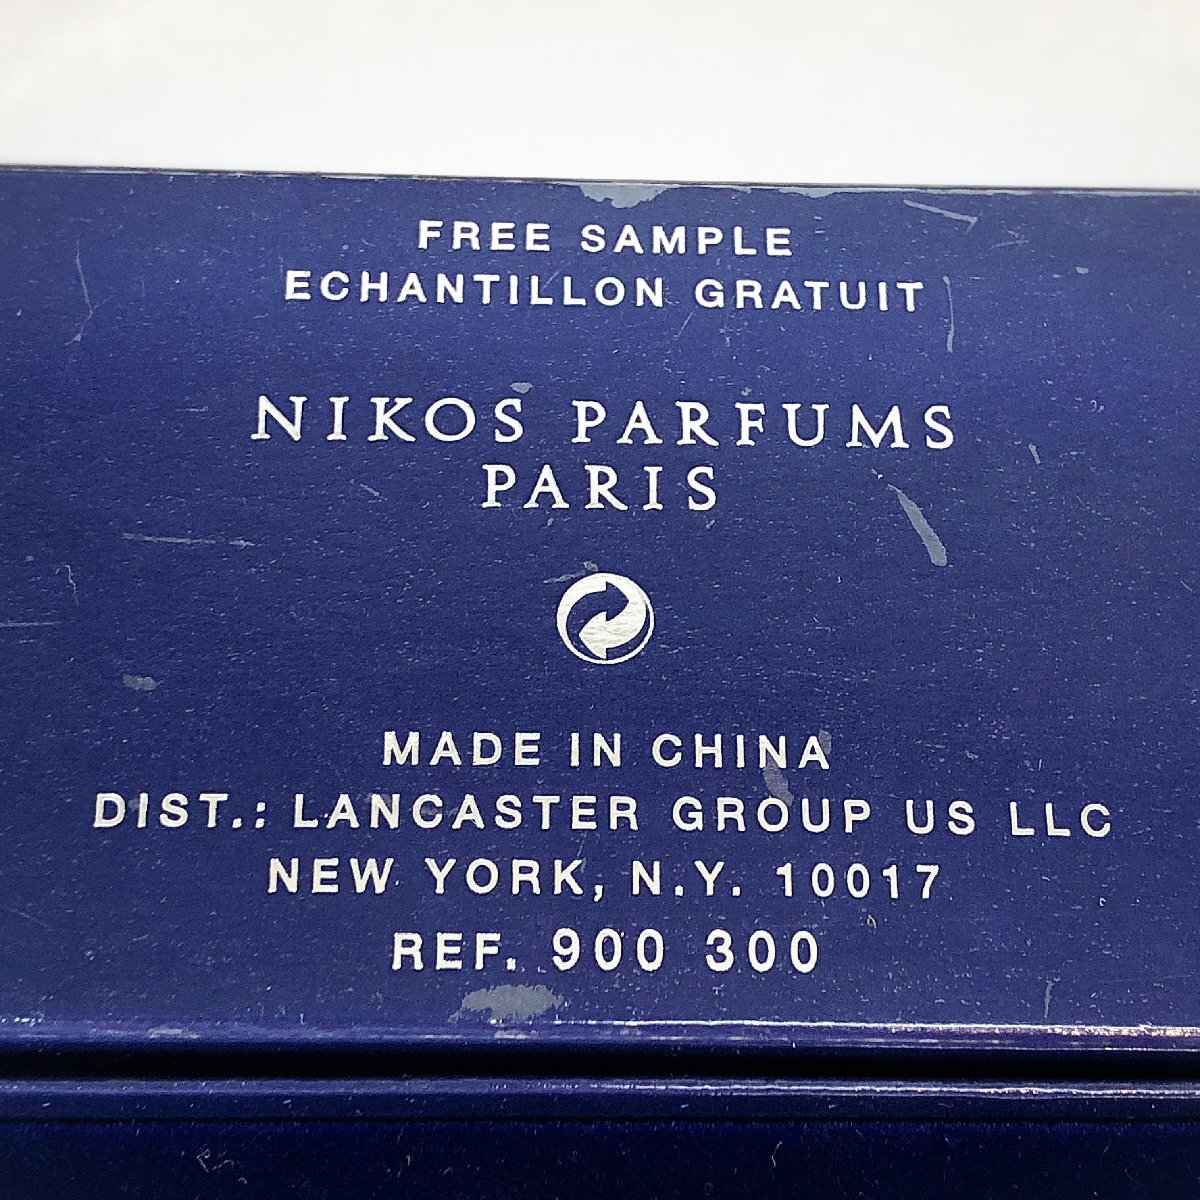 FREE SAMPLE
ECHANTILLON GRATUIT
NIKOS PARFUMS
PARIS
MADE IN CHINA
DIST.: LANCASTER GROUP US LLC
NEW YORK, N.Y. 10017
REF. 900 300